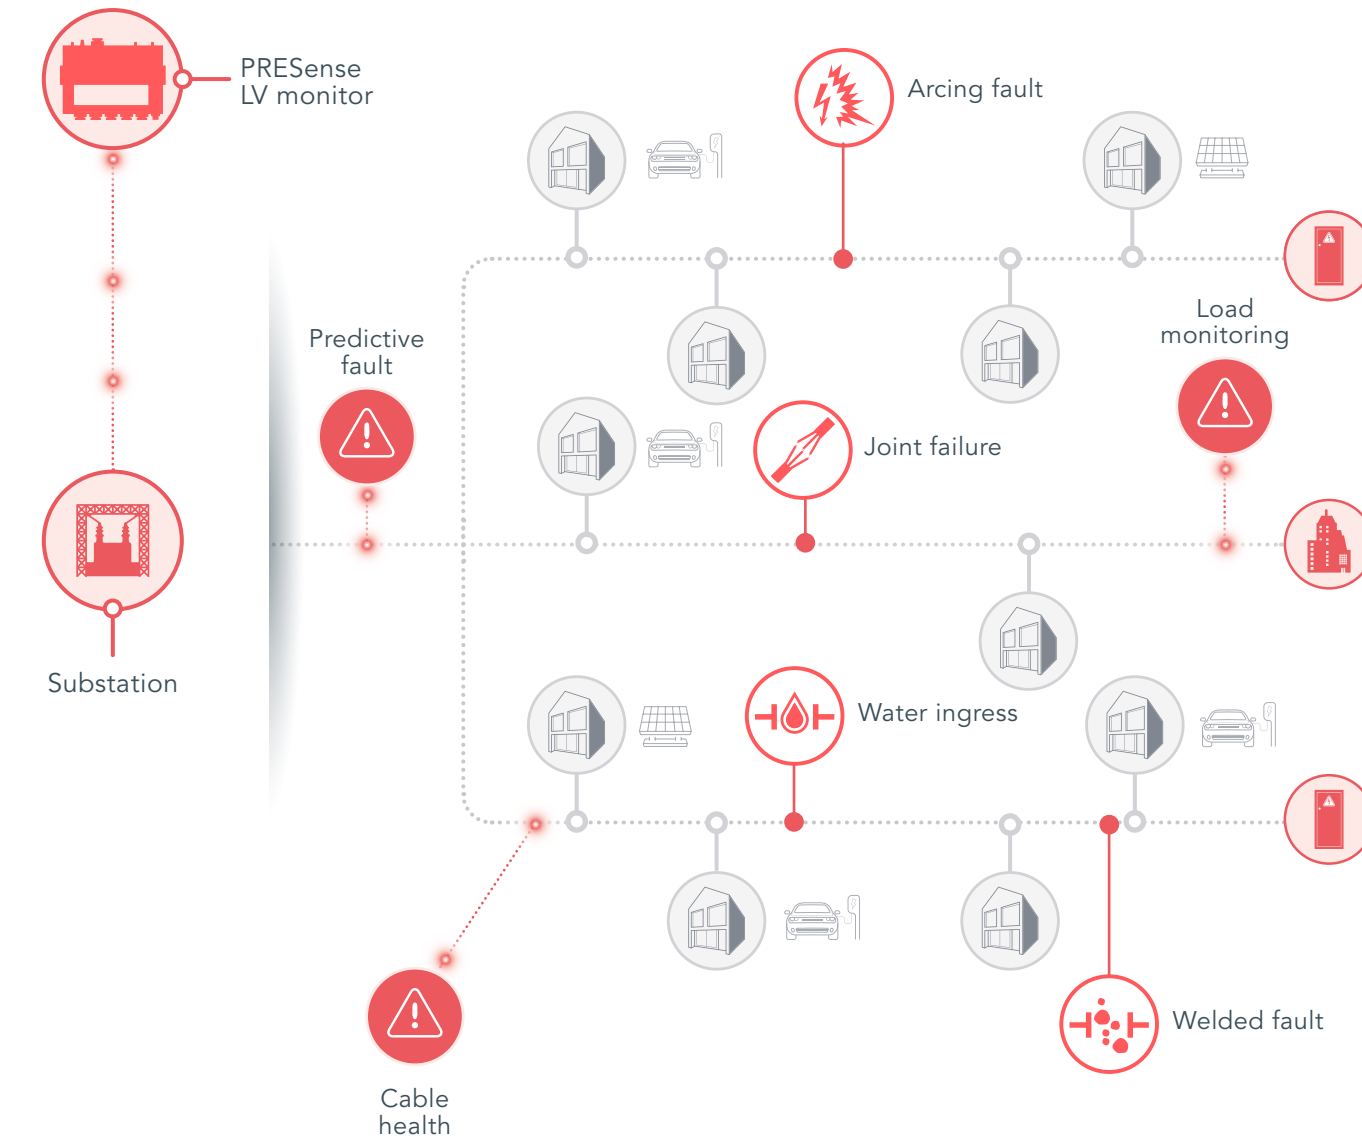 PRESense
LV monitor
Arcing fault
Predictive
fault
Load
monitoring
Joint failure
Substation
Water ingress
Welded fault
Cable
health